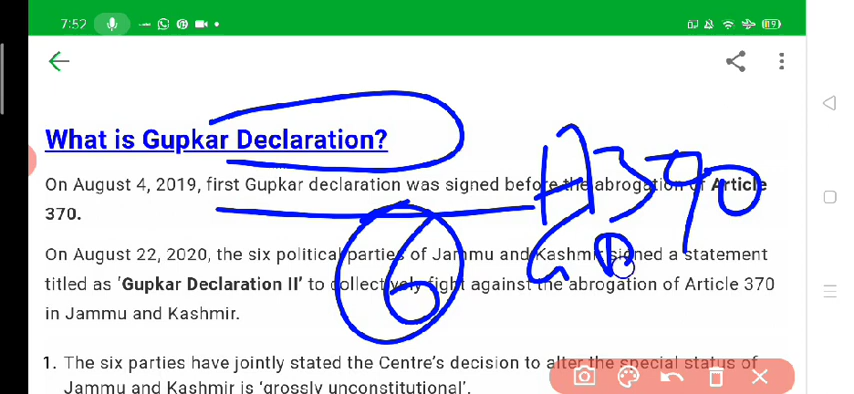 7:52
19
What is Gupkar Declaration?
On August 4, 2019, first Gupkar declaration was signed before the abrogation of Article
370.
A 370
6
On August 22, 2020, the six political parties of Jammu and Kashmir signed a statement
titled as ‘Gupkar Declaration II’ to collectively fight against the abrogation of Article 370
in Jammu and Kashmir.
1. The six parties have jointly stated the Centre’s decision to alter the special status of
Jammu and Kashmir is ‘grossly unconstitutional’.